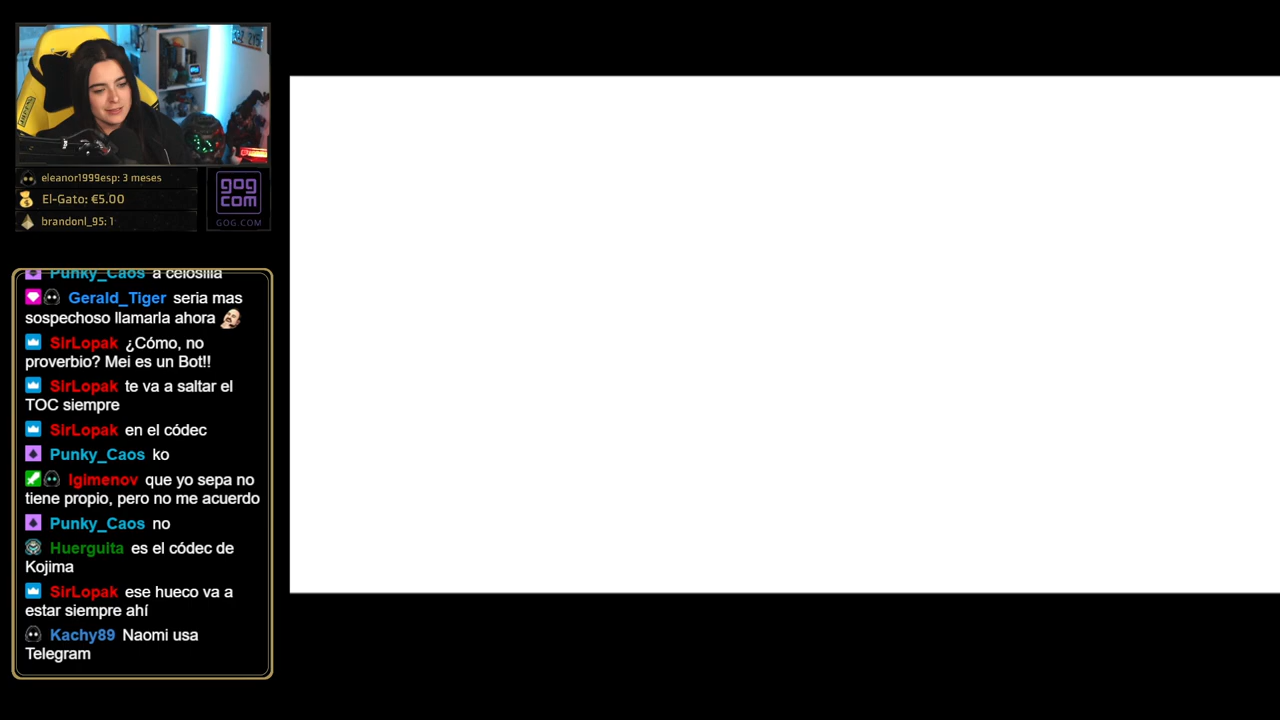 eleanor1999esp: 3 meses
El-Gato: €5.00
brandonl_95: 1
gog
com
GOG.COM
Punky_Caos a celosilla
Gerald_Tiger seria mas
sospechoso llamarla ahora
SirLopak ¿Cómo, no
proverbio? Mei es un Bot!!
SirLopak te va a saltar el
TOC siempre
SirLopak en el códec
Punky_Caos ko
Igimenov que yo sepa no
tiene propio, pero no me acuerdo
Punky_Caos no
Huerguita es el códec de
Kojima
SirLopak ese hueco va a
estar siempre ahí
Kachy89 Naomi usa
Telegram